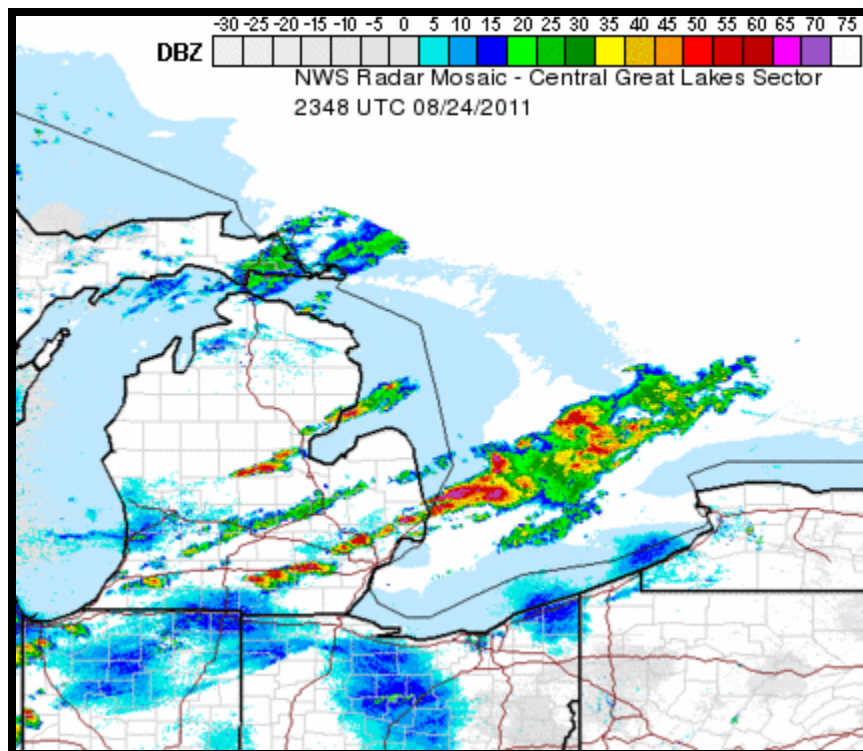 -30 -25 -20 -15 -10 -5 0 5 10 15 20 25 30 35 40 45 50 55 60 65 70 75
DBZ
NWS Radar Mosaic - Central Great Lakes Sector
2348 UTC 08/24/2011